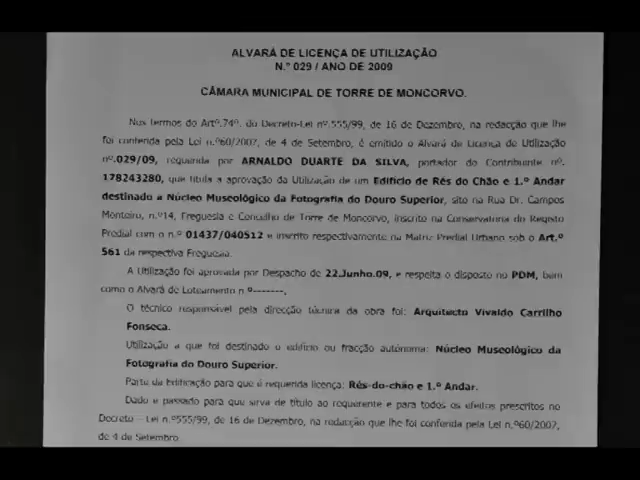 ALVARÁ DE LICENÇA DE UTILIZAÇÃO
N.º 029 / ANO DE 2009
CÂMARA MUNICIPAL DE TORRE DE MONCORVO.
Nos termos do Artº.74º. do Decreto-Lei nº.555/99, de 16 de Dezembro, na redacção que lhe
foi conferida pela Lei n.º60/2007, de 4 de Setembro, é emitido o Alvará de Licença de Utilização
nº.029/09, requerida por ARNALDO DUARTE DA SILVA, portador do Contribuinte nº.
178243280, que titula a aprovação da Utilização de um Edifício de Rés do Chão e 1.º Andar
destinado a Núcleo Museológico da Fotografia do Douro Superior, sito na Rua Dr. Campos
Monteiro, n.º14, Freguesia e Concelho de Torre de Moncorvo, inscrito na Conservatória do Registo
Predial com o n.º 01437/040512 e inscrito respectivamente na Matriz Predial Urbano sob o Art.º
561 da respectiva Freguesia.
A Utilização foi aprovada por Despacho de 22.Junho.09, e respeita o disposto no PDM, bem
como o Alvará de Loteamento n.º-------.
O técnico responsável pela direcção técnica da obra foi: Arquitecto Vivaldo Carrilho
Fonseca.
Utilização a que foi destinado o edifício ou fracção autónoma: Núcleo Museológico da
Fotografia do Douro Superior.
Parte da Edificação para que é requerida licença: Rés-do-chão e 1.º Andar.
Dado e passado para que sirva de título ao requerente e para todos os efeitos prescritos no
Decreto – Lei n.º555/99, de 16 de Dezembro, na redacção que lhe foi conferida pela Lei n.º60/2007,
de 4 de Setembro